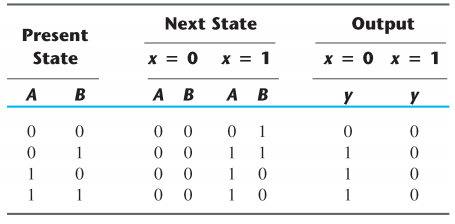 Present State Next State Output
x = 0 x = 1 x = 0 x = 1
A B A B A B y y
0 0 0 0 0 1 0 0
0 1 0 0 1 1 1 0
1 0 0 0 1 0 1 0
1 1 0 0 1 0 1 0